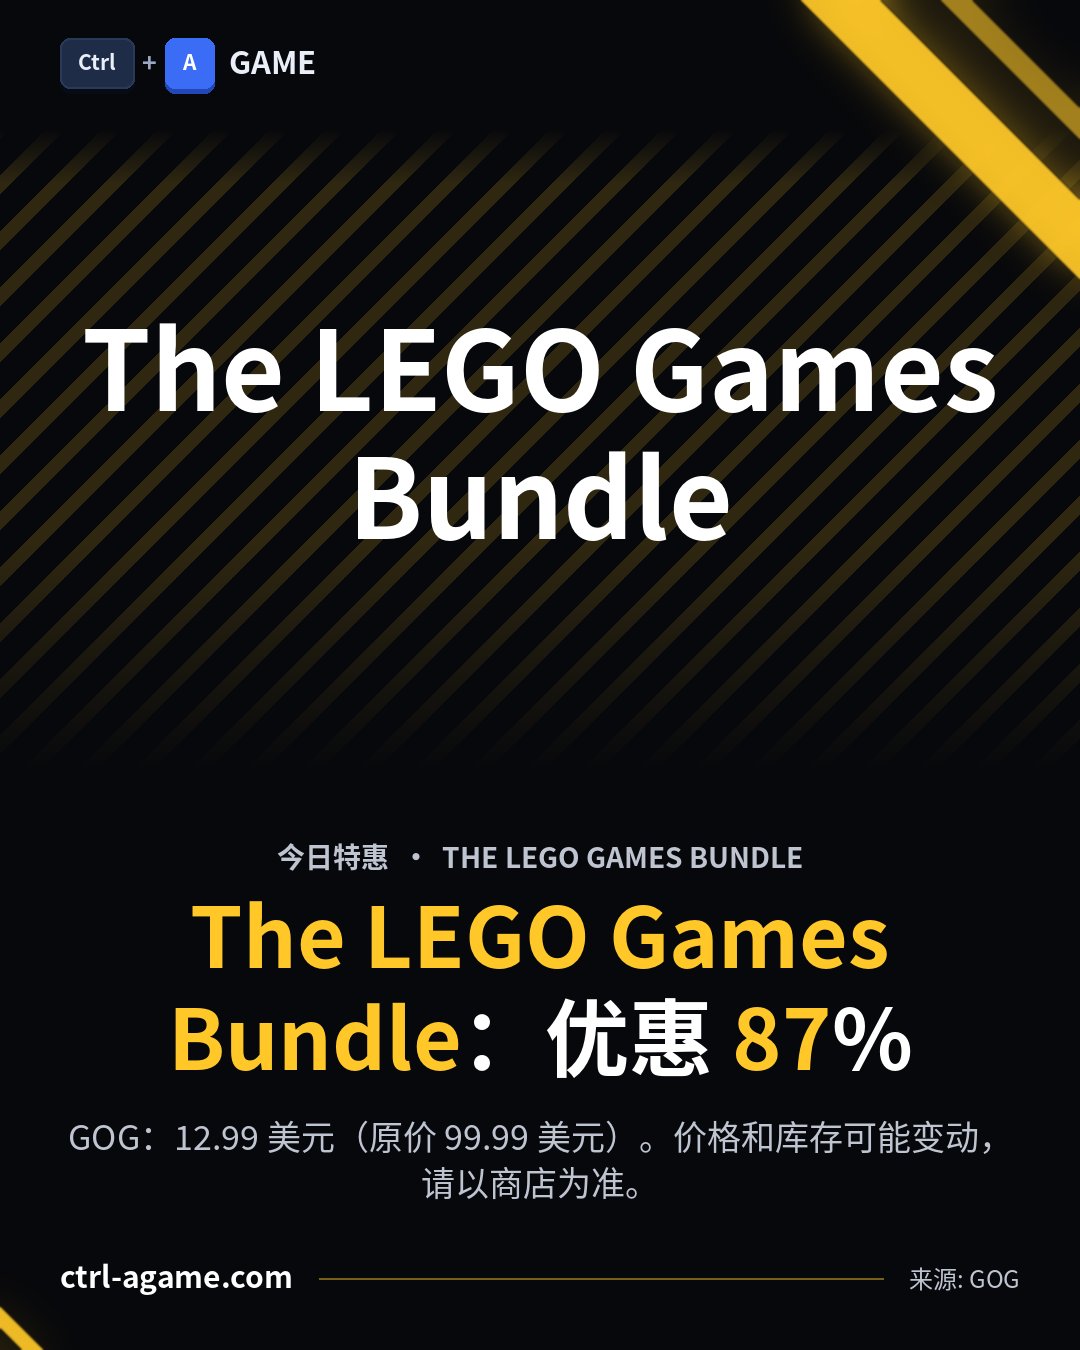 Ctrl + A GAME
The LEGO Games
Bundle
今日特惠 • THE LEGO GAMES BUNDLE
The LEGO Games
Bundle：优惠 87%
GOG：12.99 美元（原价 99.99 美元）。价格和库存可能变动，
请以商店为准。
ctrl-agame.com
来源: GOG